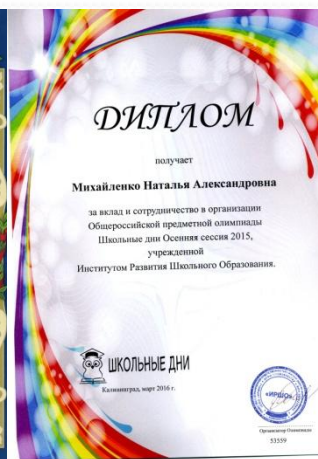 ДИПЛОМ
получает
Михайленко Наталья Александровна
за вклад и сотрудничество в организации
Общероссийской предметной олимпиады
Школьные дни Осенняя сессия 2015,
учрежденной
Институтом Развития Школьного Образования.
ШКОЛЬНЫЕ ДНИ
Калининград, март 2016 г.
«ИРШО»
Организатор Олимпиады
53559